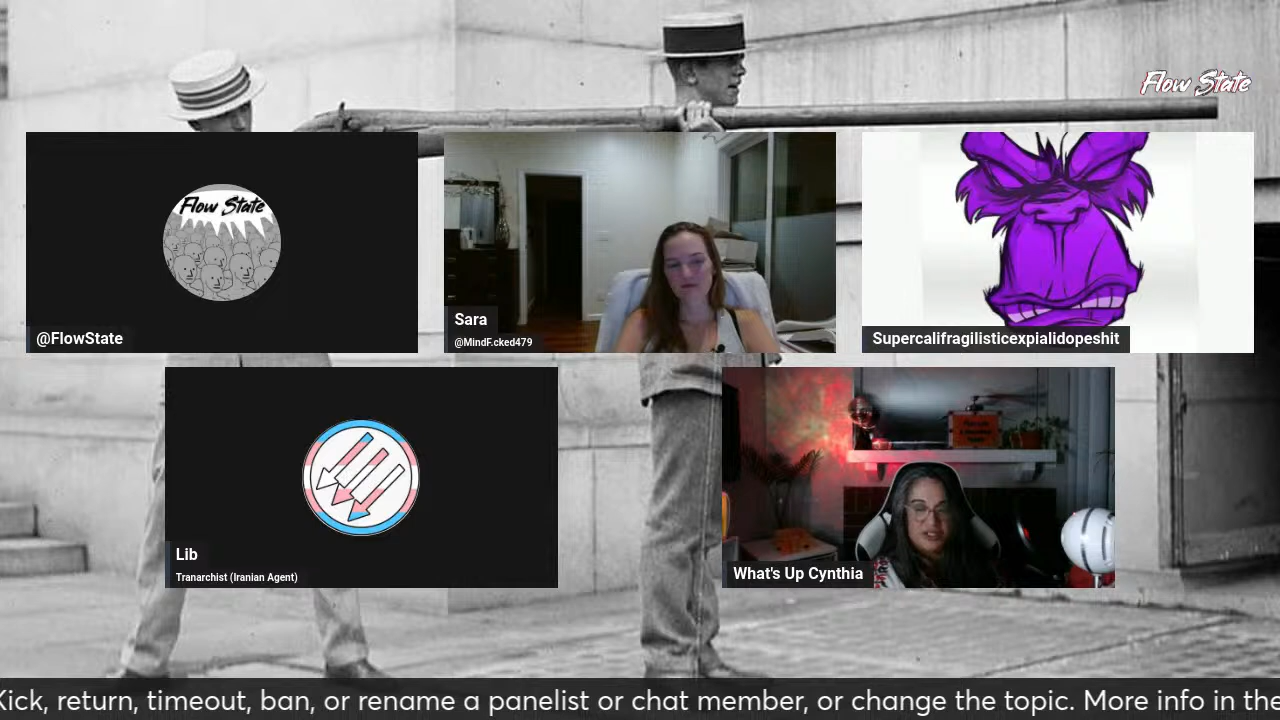 Flow State
Flow State
@FlowState
Sara
@MindF.cked479
Supercalifragilisticexpialidopeshit
Lib
Tranarchist (Iranian Agent)
What's Up Cynthia
Kick, return, timeout, ban, or rename a panelist or chat member, or change the topic. More info in the